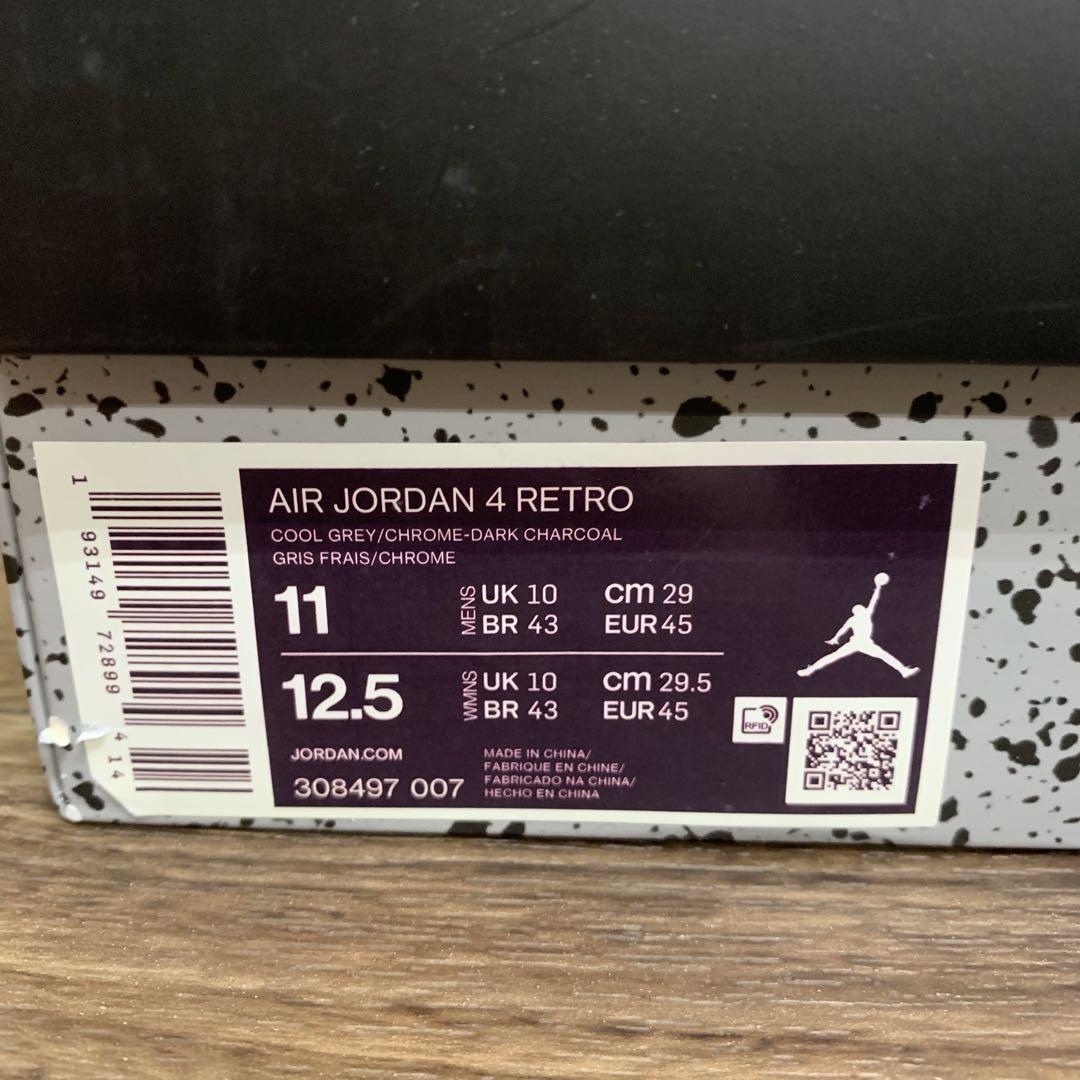 1 93149 72899 4 14
AIR JORDAN 4 RETRO
COOL GREY/CHROME-DARK CHARCOAL
GRIS FRAIS/CHROME
11 MENS UK 10 cm 29
BR 43 EUR 45
12.5 WMNS UK 10 cm 29.5
BR 43 EUR 45
RFID
JORDAN.COM
308497 007
MADE IN CHINA/
FABRIQUE EN CHINE/
FABRICADO NA CHINA/
HECHO EN CHINA